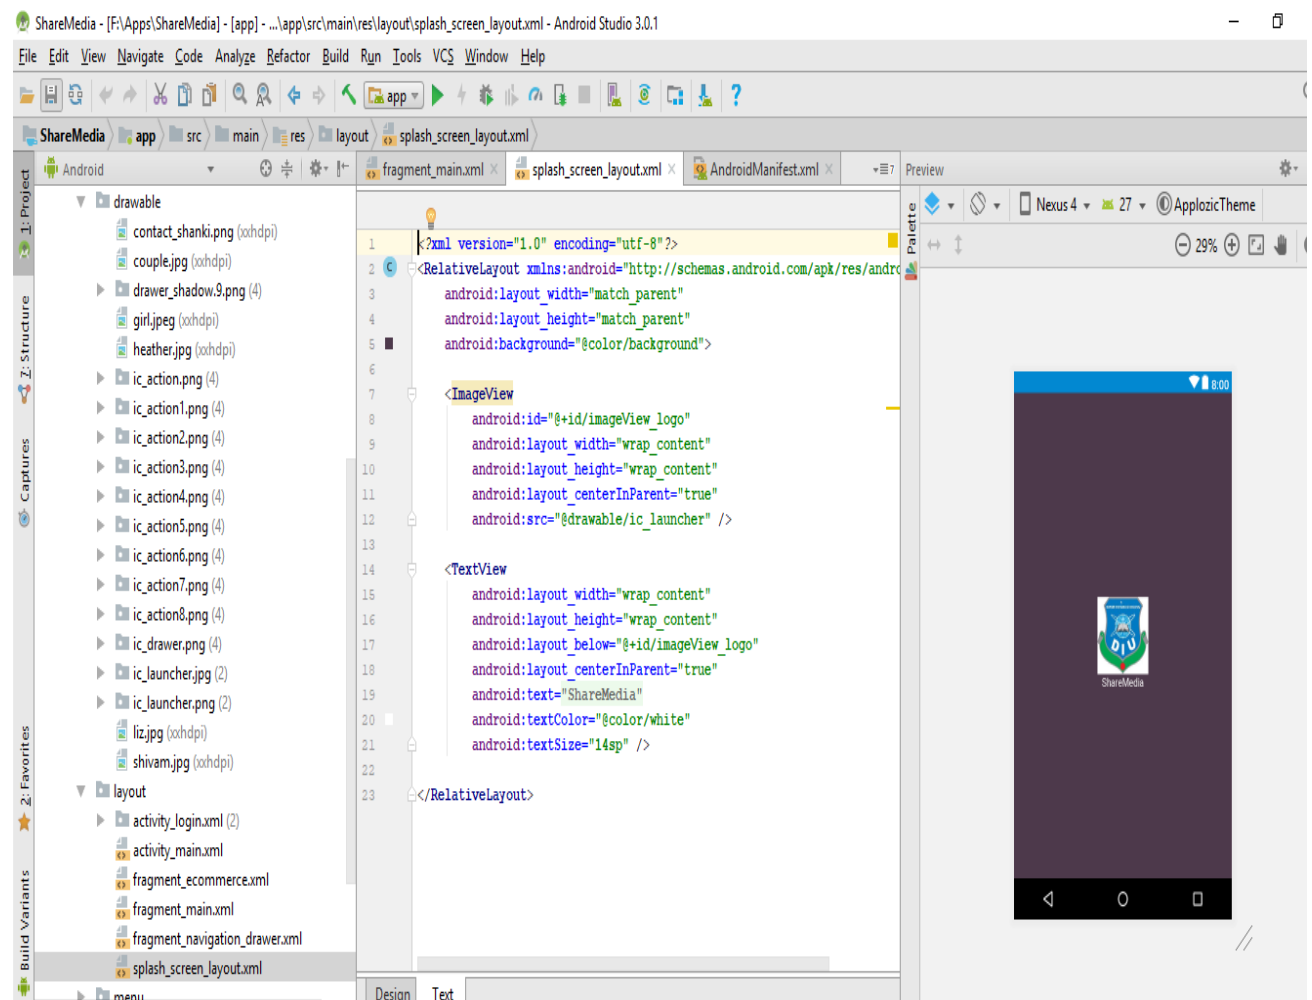 ShareMedia - [F:\Apps\ShareMedia] - [app] - ...\app\src\main\res\layout\splash_screen_layout.xml - Android Studio 3.0.1
File Edit View Navigate Code Analyze Refactor Build Run Tools VCS Window Help
app
ShareMedia app src main res layout splash_screen_layout.xml
Android
fragment_main.xml splash_screen_layout.xml AndroidManifest.xml 7 Preview
1: Project
7: Structure
Captures
2: Favorites
Build Variants
drawable
contact_shanki.png (xxhdpi)
couple.jpg (xxhdpi)
drawer_shadow.9.png (4)
girl.jpeg (xxhdpi)
heather.jpg (xxhdpi)
ic_action.png (4)
ic_action1.png (4)
ic_action2.png (4)
ic_action3.png (4)
ic_action4.png (4)
ic_action5.png (4)
ic_action6.png (4)
ic_action7.png (4)
ic_action8.png (4)
ic_drawer.png (4)
ic_launcher.jpg (2)
ic_launcher.png (2)
liz.jpg (xxhdpi)
shivam.jpg (xxhdpi)
layout
activity_login.xml (2)
activity_main.xml
fragment_ecommerce.xml
fragment_main.xml
fragment_navigation_drawer.xml
splash_screen_layout.xml
menu
1 <?xml version="1.0" encoding="utf-8"?>
2 C <RelativeLayout xmlns:android="http://schemas.android.com/apk/res/andro
3 android:layout_width="match_parent"
4 android:layout_height="match_parent"
5 android:background="@color/background">
6
7 <ImageView
8 android:id="@+id/imageView_logo"
9 android:layout_width="wrap_content"
10 android:layout_height="wrap_content"
11 android:layout_centerInParent="true"
12 android:src="@drawable/ic_launcher" />
13
14 <TextView
15 android:layout_width="wrap_content"
16 android:layout_height="wrap_content"
17 android:layout_below="@+id/imageView_logo"
18 android:layout_centerInParent="true"
19 android:text="ShareMedia"
20 android:textColor="@color/white"
21 android:textSize="14sp" />
22
23 </RelativeLayout>
Design Text
Palette
Nexus 4 27 ApplozicTheme
29%
8:00
DIU
ShareMedia